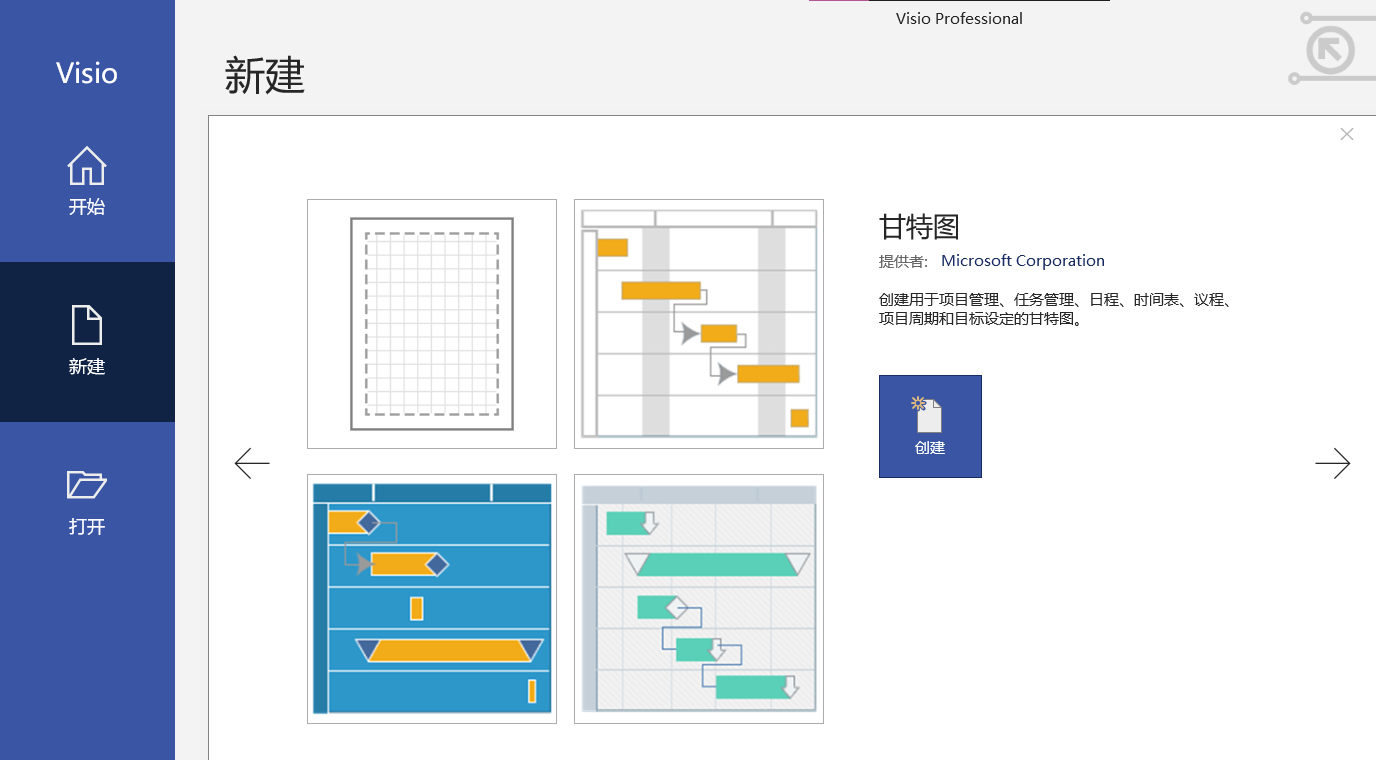 Visio Professional
Visio
新建
开始
新建
打开
甘特图
提供者: Microsoft Corporation
创建用于项目管理、任务管理、日程、时间表、议程、
项目周期和目标设定的甘特图。
创建